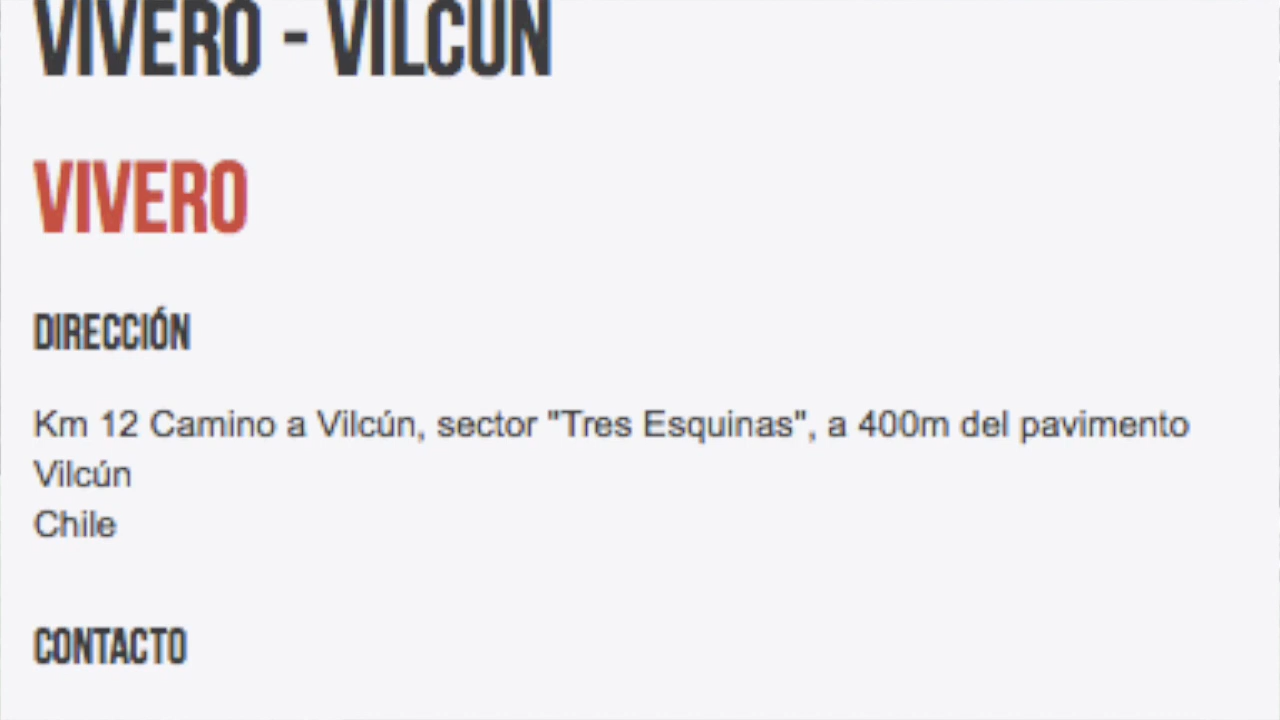 VIVERO - VILCÚN
VIVERO
DIRECCIÓN
Km 12 Camino a Vilcún, sector "Tres Esquinas", a 400m del pavimento
Vilcún
Chile
CONTACTO